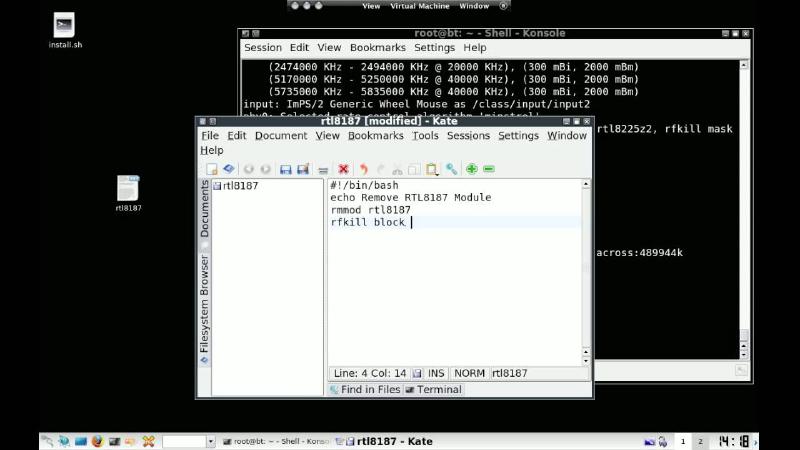 View Virtual Machine Window
install.sh
root@bt: ~ - Shell - Konsole
Session Edit View Bookmarks Settings Help
(2474000 KHz - 2494000 KHz @ 20000 KHz), (300 mBi, 2000 mBm)
(5170000 KHz - 5250000 KHz @ 40000 KHz), (300 mBi, 2000 mBm)
(5735000 KHz - 5835000 KHz @ 40000 KHz), (300 mBi, 2000 mBm)
input: ImPS/2 Generic Wheel Mouse as /class/input/input2
rtl8225z2, rfkill mask
across:489944k
rtl8187 [modified] - Kate
File Edit Document View Bookmarks Tools Sessions Settings Window
Help
Documents
Filesystem Browser
rtl8187
#!/bin/bash
echo Remove RTL8187 Module
rmmod rtl8187
rfkill block
Line: 4 Col: 14 INS NORM rtl8187
Find in Files Terminal
rtl8187
root@bt: ~ - Shell - Konso
rtl8187 - Kate
1 2 14:18